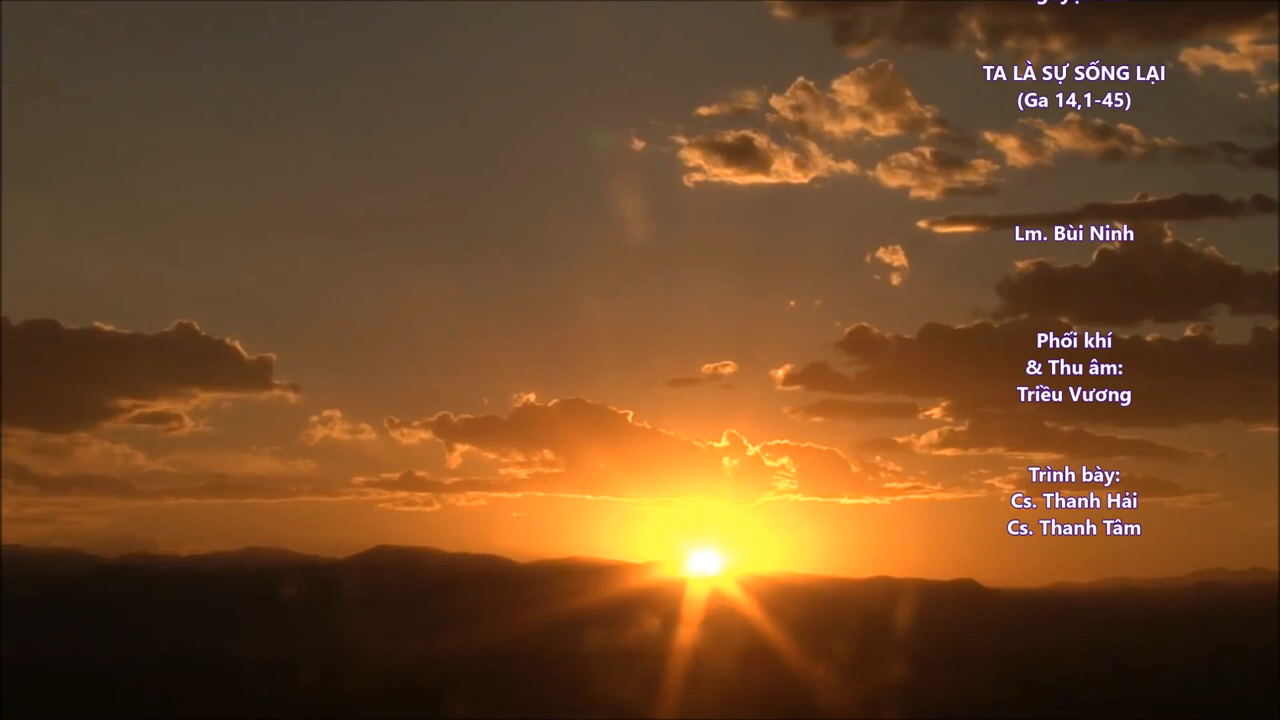 TA LÀ SỰ SỐNG LẠI
(Ga 14,1-45)
Lm. Bùi Ninh
Phối khí
& Thu âm:
Triều Vương
Trình bày:
Cs. Thanh Hải
Cs. Thanh Tâm